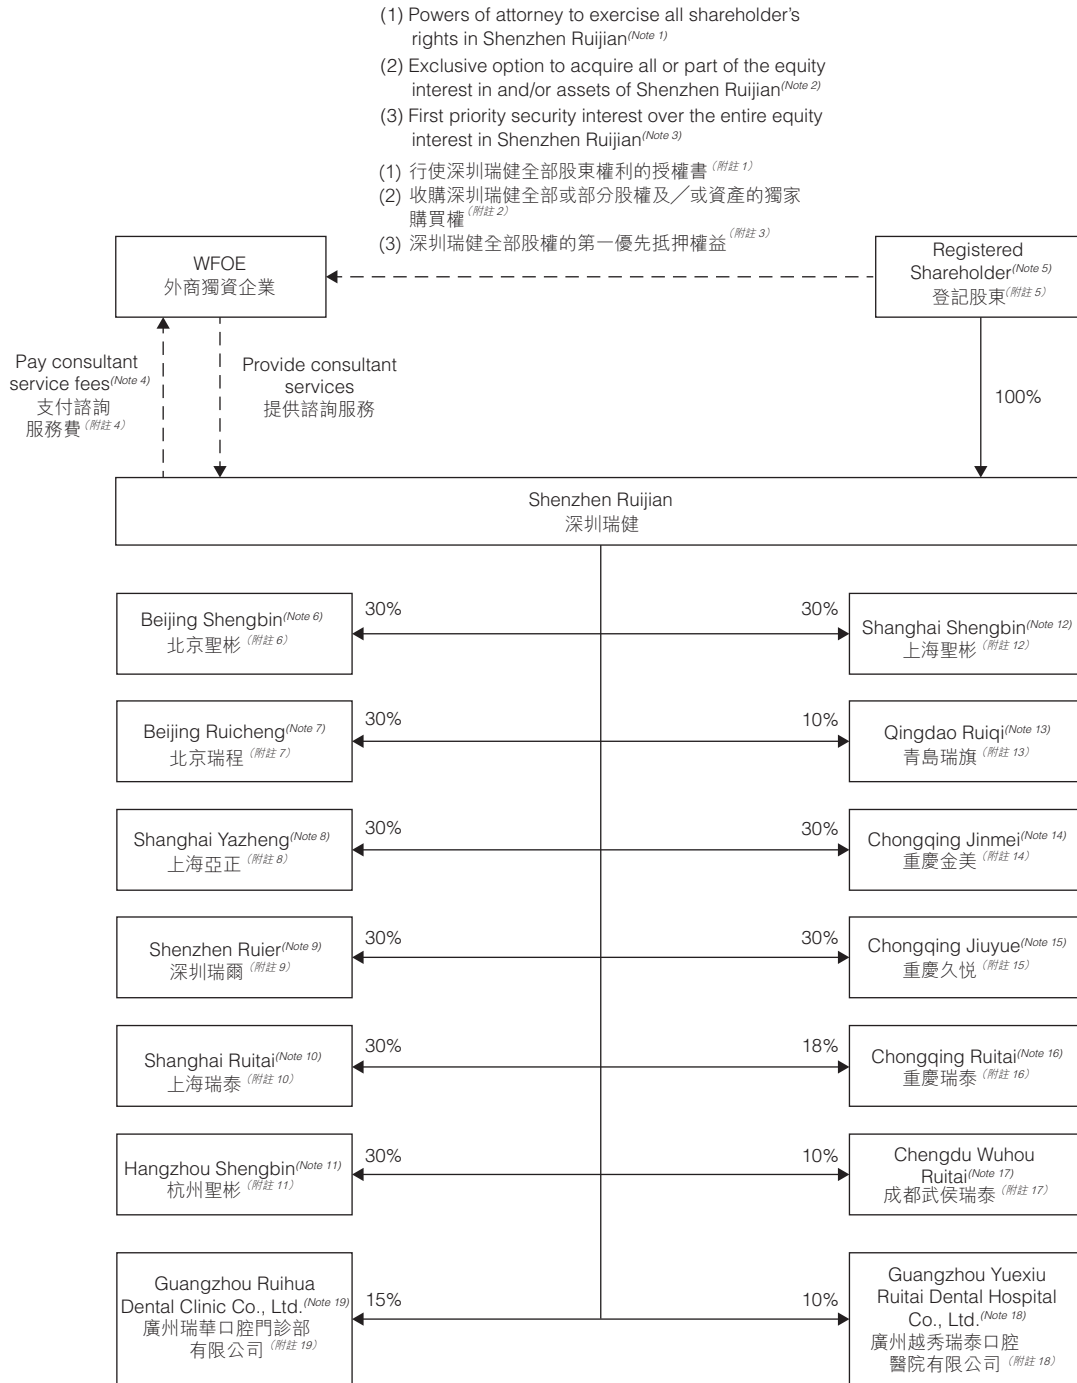 (1) Powers of attorney to exercise all shareholder's
rights in Shenzhen Ruijian(Note 1)
(2) Exclusive option to acquire all or part of the equity
interest in and/or assets of Shenzhen Ruijian(Note 2)
(3) First priority security interest over the entire equity
interest in Shenzhen Ruijian(Note 3)
(1) 行使深圳瑞健全部股東權利的授權書(附註 1)
(2) 收購深圳瑞健全部或部分股權及╱或資產的獨家
購買權(附註 2)
(3) 深圳瑞健全部股權的第一優先抵押權益(附註 3)
WFOE
外商獨資企業
Registered
Shareholder(Note 5)
登記股東(附註 5)
Pay consultant
service fees(Note 4)
支付諮詢
服務費(附註 4)
Provide consultant
services
提供諮詢服務
100%
Shenzhen Ruijian
深圳瑞健
Beijing Shengbin(Note 6)
北京聖彬(附註 6)
30%
30%
Shanghai Shengbin(Note 12)
上海聖彬(附註 12)
Beijing Ruicheng(Note 7)
北京瑞程(附註 7)
30%
10%
Qingdao Ruiqi(Note 13)
青島瑞旗(附註 13)
Shanghai Yazheng(Note 8)
上海亞正(附註 8)
30%
30%
Chongqing Jinmei(Note 14)
重慶金美(附註 14)
Shenzhen Ruier(Note 9)
深圳瑞爾(附註 9)
30%
30%
Chongqing Jiuyue(Note 15)
重慶久悦(附註 15)
Shanghai Ruitai(Note 10)
上海瑞泰(附註 10)
30%
18%
Chongqing Ruitai(Note 16)
重慶瑞泰(附註 16)
Hangzhou Shengbin(Note 11)
杭州聖彬(附註 11)
30%
10%
Chengdu Wuhou
Ruitai(Note 17)
成都武侯瑞泰(附註 17)
Guangzhou Ruihua
Dental Clinic Co., Ltd.(Note 19)
廣州瑞華口腔門診部
有限公司(附註 19)
15%
10%
Guangzhou Yuexiu
Ruitai Dental Hospital
Co., Ltd.(Note 18)
廣州越秀瑞泰口腔
醫院有限公司(附註 18)